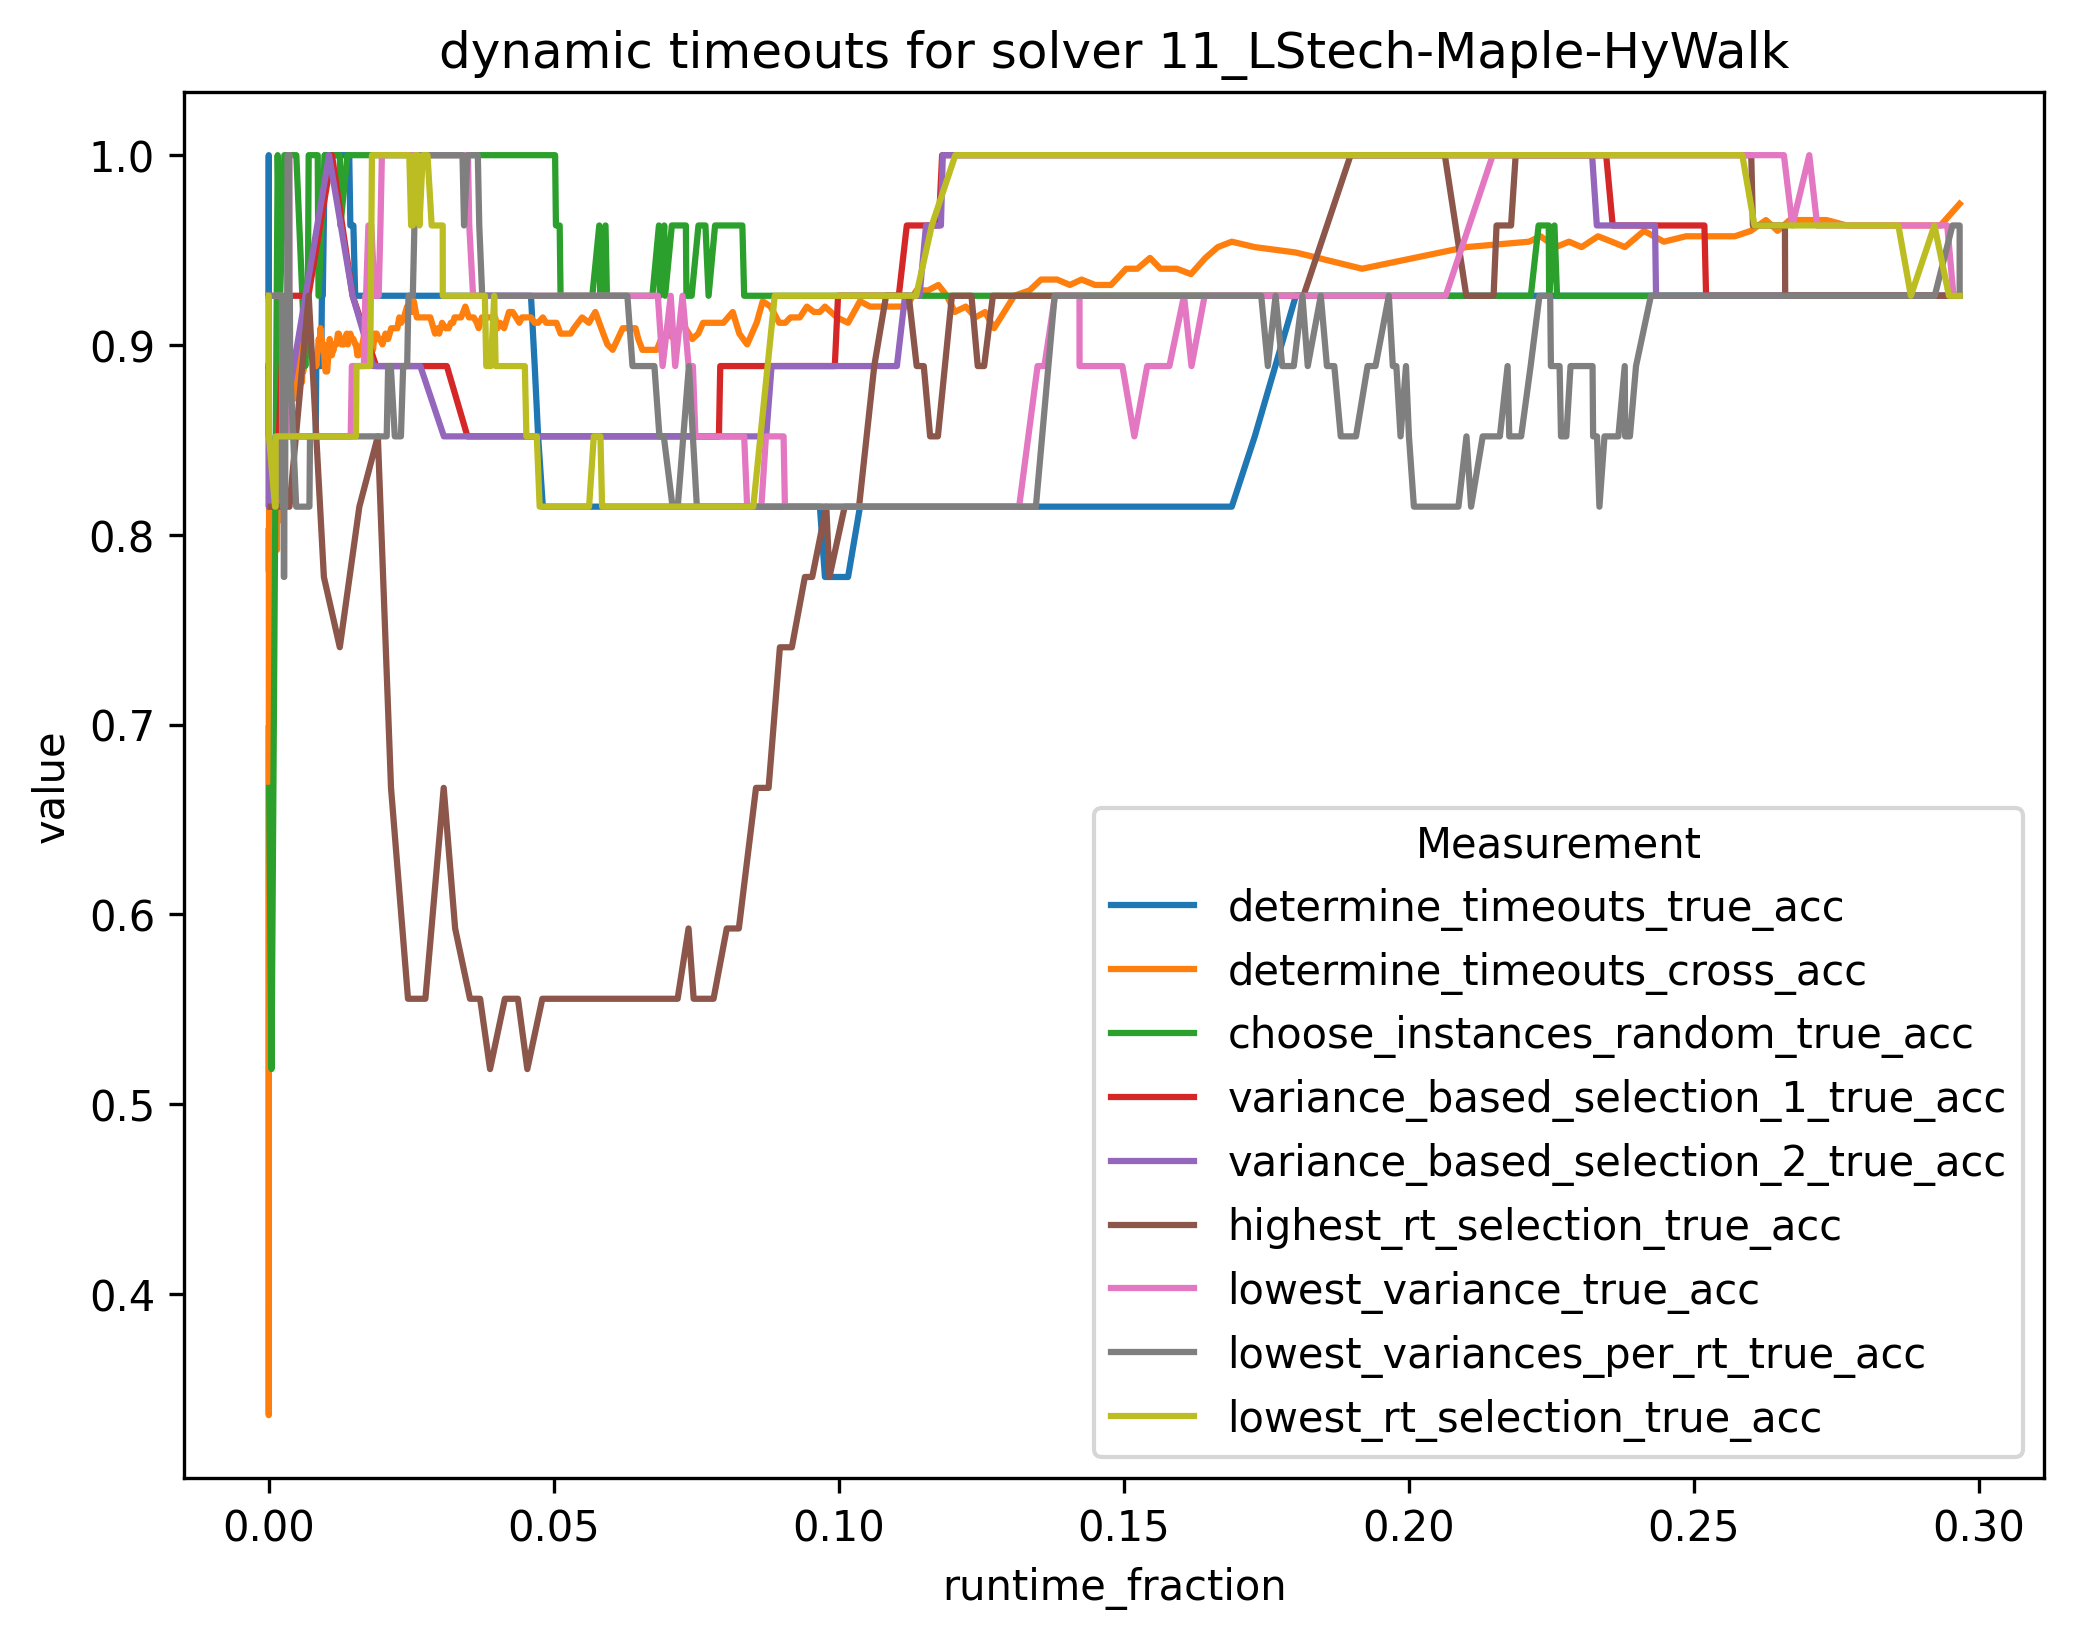 dynamic timeouts for solver 11_LStech-Maple-HyWalk
1.0
0.9
0.8
0.7
0.6
0.5
0.4
value
0.00 0.05 0.10 0.15 0.20 0.25 0.30
runtime_fraction
Measurement
determine_timeouts_true_acc
determine_timeouts_cross_acc
choose_instances_random_true_acc
variance_based_selection_1_true_acc
variance_based_selection_2_true_acc
highest_rt_selection_true_acc
lowest_variance_true_acc
lowest_variances_per_rt_true_acc
lowest_rt_selection_true_acc